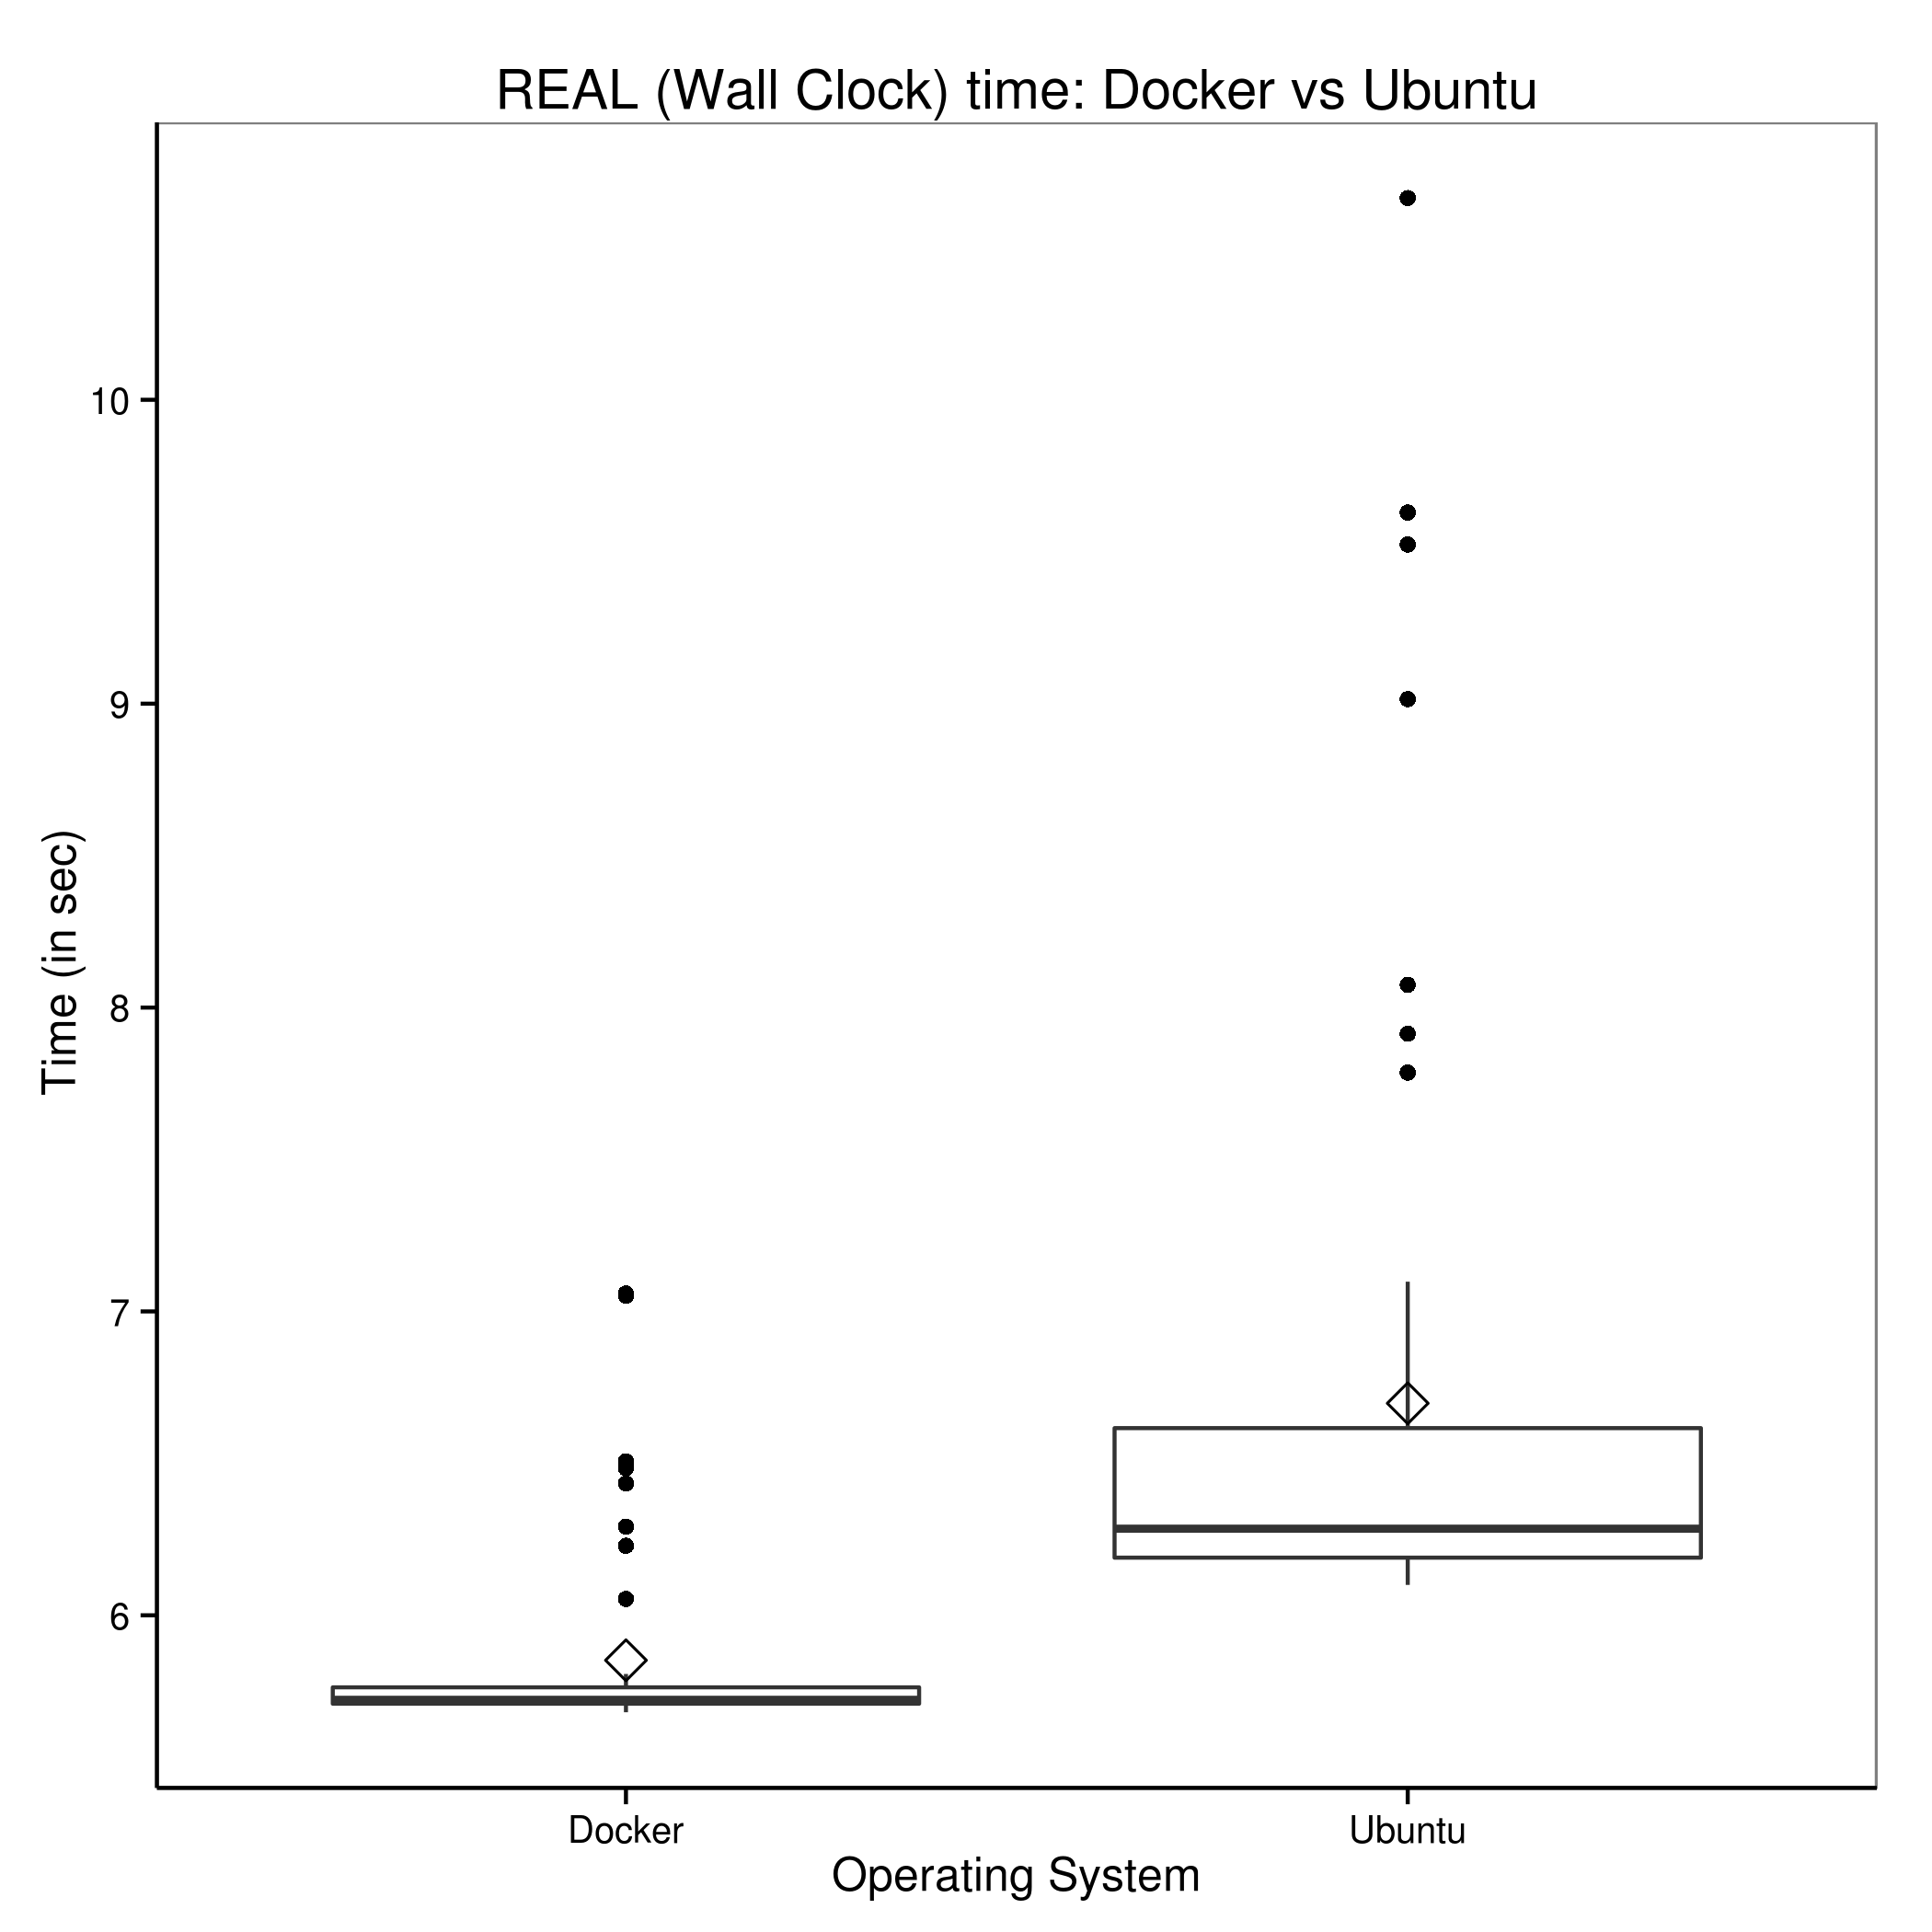 REAL (Wall Clock) time: Docker vs Ubuntu
Time (in sec)
10
9
8
7
6
Docker
Ubuntu
Operating System